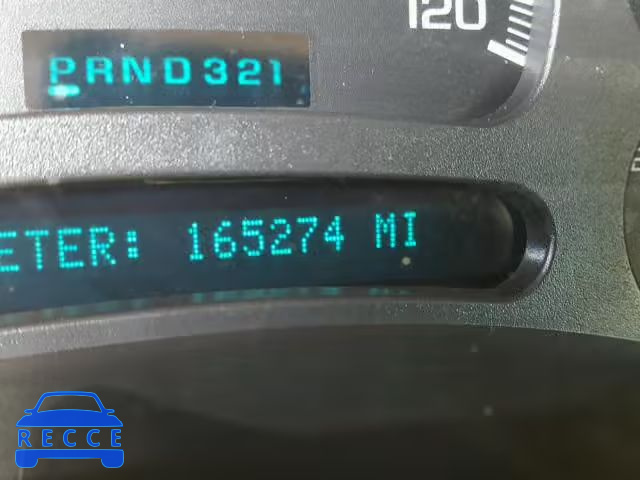 120
PRND321
ETER: 165274 MI
RECCE